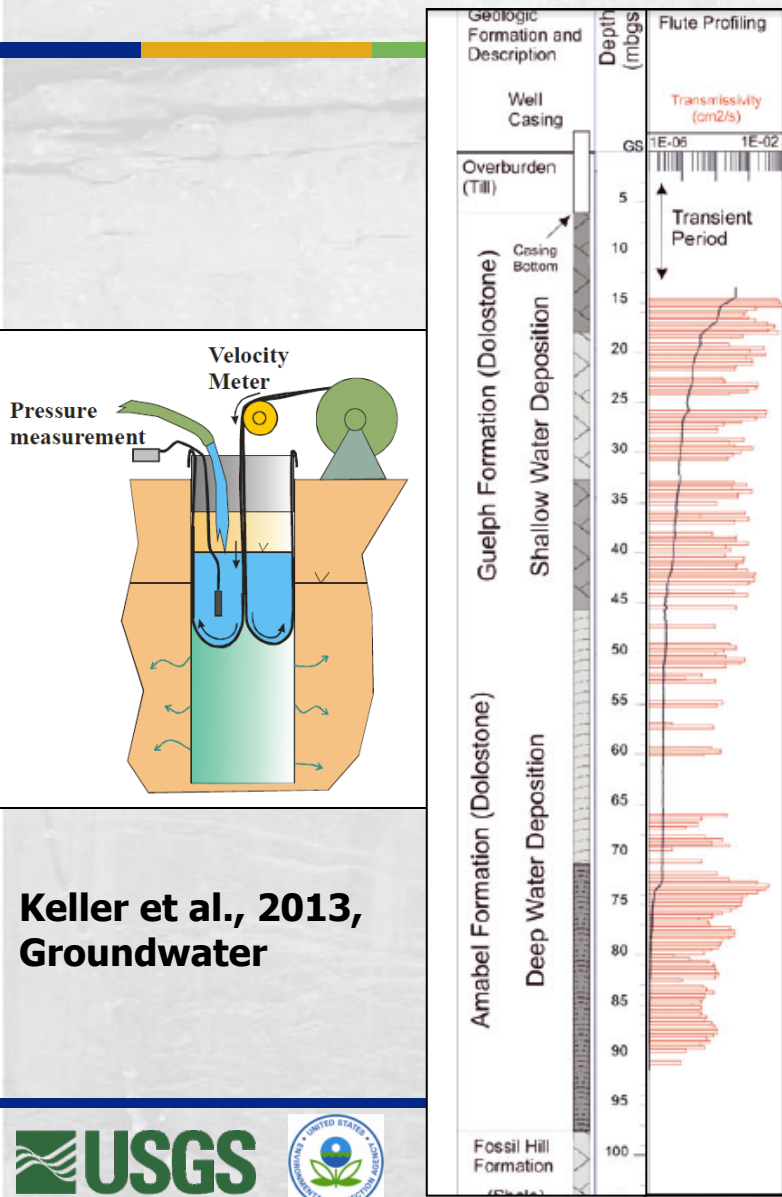 Geologic
Formation and
Description
Depth
(mbgs)
Flute Profiling
Well
Casing
Transmissivity
(cm2/s)
GS
1E-06
1E-02
Overburden
(Till)
Casing
Bottom
Transient
Period
Guelph Formation (Dolostone)
Shallow Water Deposition
Amabel Formation (Dolostone)
Deep Water Deposition
Fossil Hill
Formation
(Shale)
5
10
15
20
25
30
35
40
45
50
55
60
65
70
75
80
85
90
95
100
Velocity
Meter
Pressure
measurement
Keller et al., 2013,
Groundwater
USGS
UNITED STATES